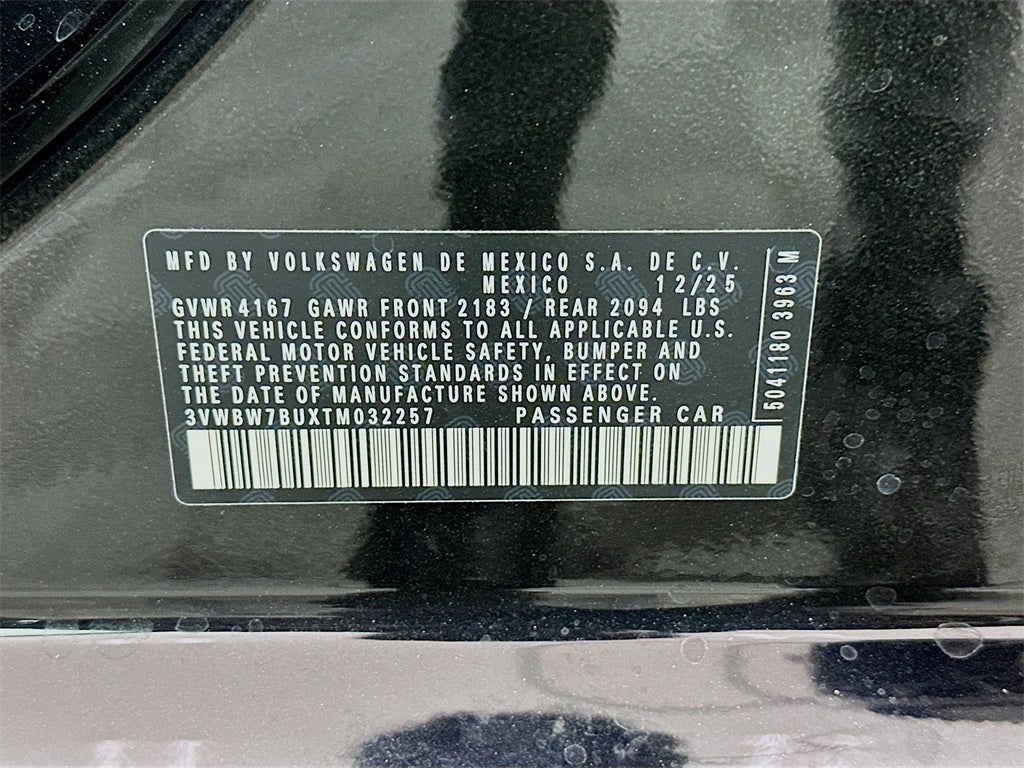 MFD BY VOLKSWAGEN DE MEXICO S.A. DE C.V.
MEXICO 12/25
GVWR 4167 GAWR FRONT 2183 / REAR 2094 LBS
THIS VEHICLE CONFORMS TO ALL APPLICABLE U.S.
FEDERAL MOTOR VEHICLE SAFETY, BUMPER AND
THEFT PREVENTION STANDARDS IN EFFECT ON
THE DATE OF MANUFACTURE SHOWN ABOVE.
3VWBW7BUXTM032257 PASSENGER CAR
5041180 3963 M